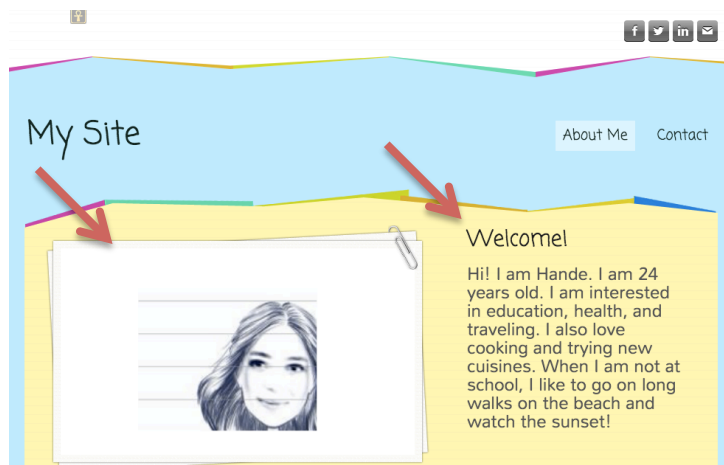 My Site
About Me
Contact
Welcome!
Hi! I am Hande. I am 24
years old. I am interested
in education, health, and
traveling. I also love
cooking and trying new
cuisines. When I am not at
school, I like to go on long
walks on the beach and
watch the sunset!